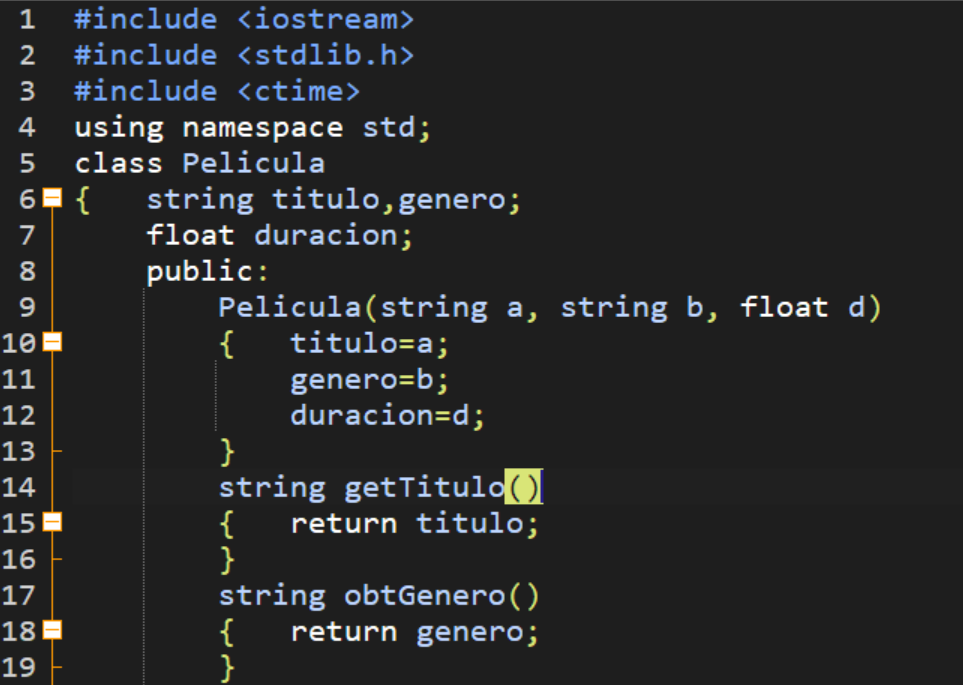 1 #include <iostream>
2 #include <stdlib.h>
3 #include <ctime>
4 using namespace std;
5 class Pelicula
6 {   string titulo,genero;
7     float duracion;
8     public:
9         Pelicula(string a, string b, float d)
10         {   titulo=a;
11             genero=b;
12             duracion=d;
13         }
14         string getTitulo()
15         {   return titulo;
16         }
17         string obtGenero()
18         {   return genero;
19         }